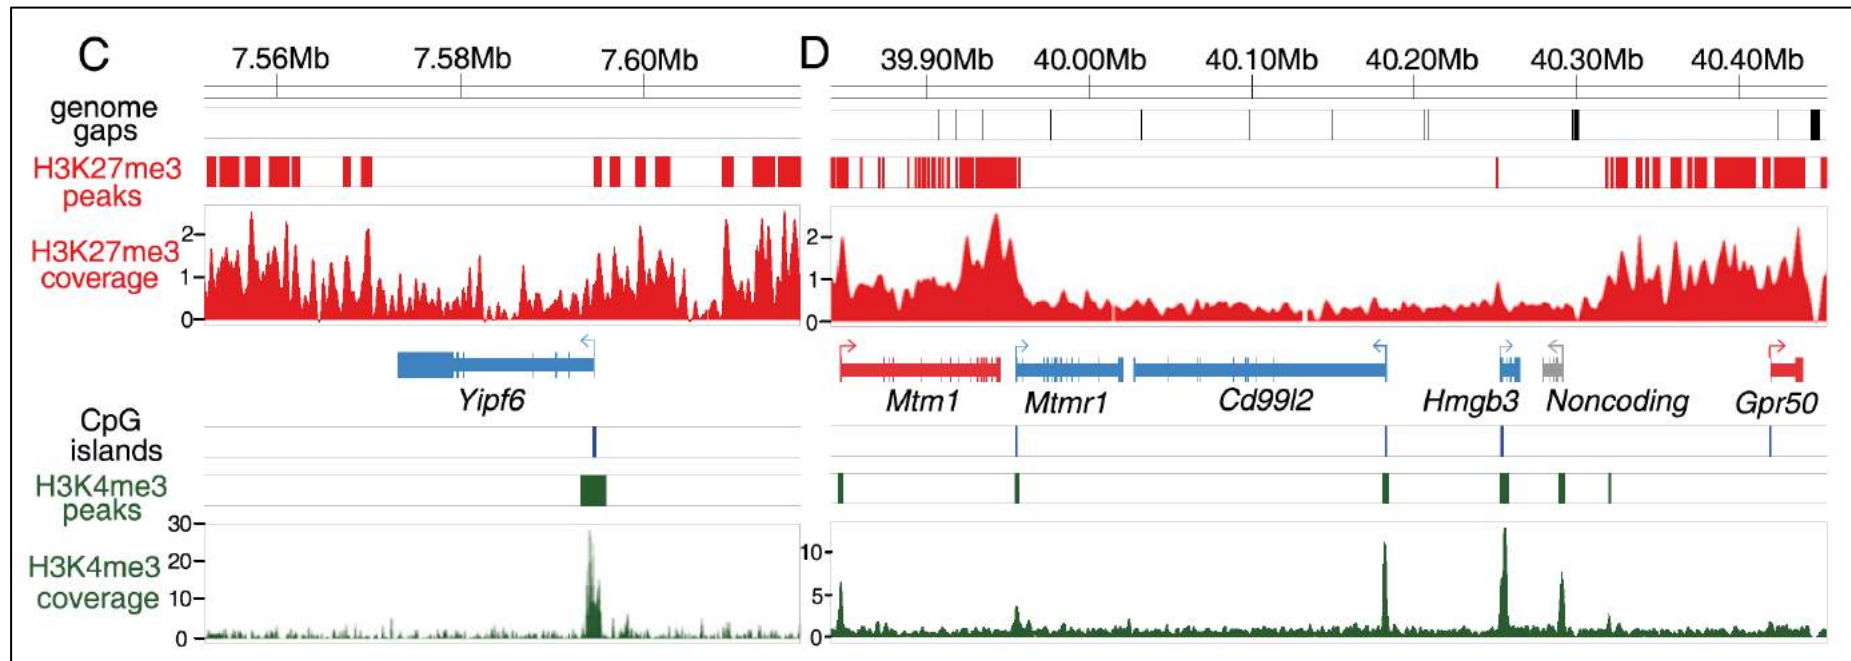 C 7.56Mb 7.58Mb 7.60Mb D 39.90Mb 40.00Mb 40.10Mb 40.20Mb 40.30Mb 40.40Mb
genome
gaps
H3K27me3
peaks
H3K27me3
coverage
2
1
0
2
1
0
Yipf6 Mtm1 Mtmr1 Cd99l2 Hmgb3 Noncoding Gpr50
CpG
islands
H3K4me3
peaks
H3K4me3
coverage
30
20
10
0
10
5
0